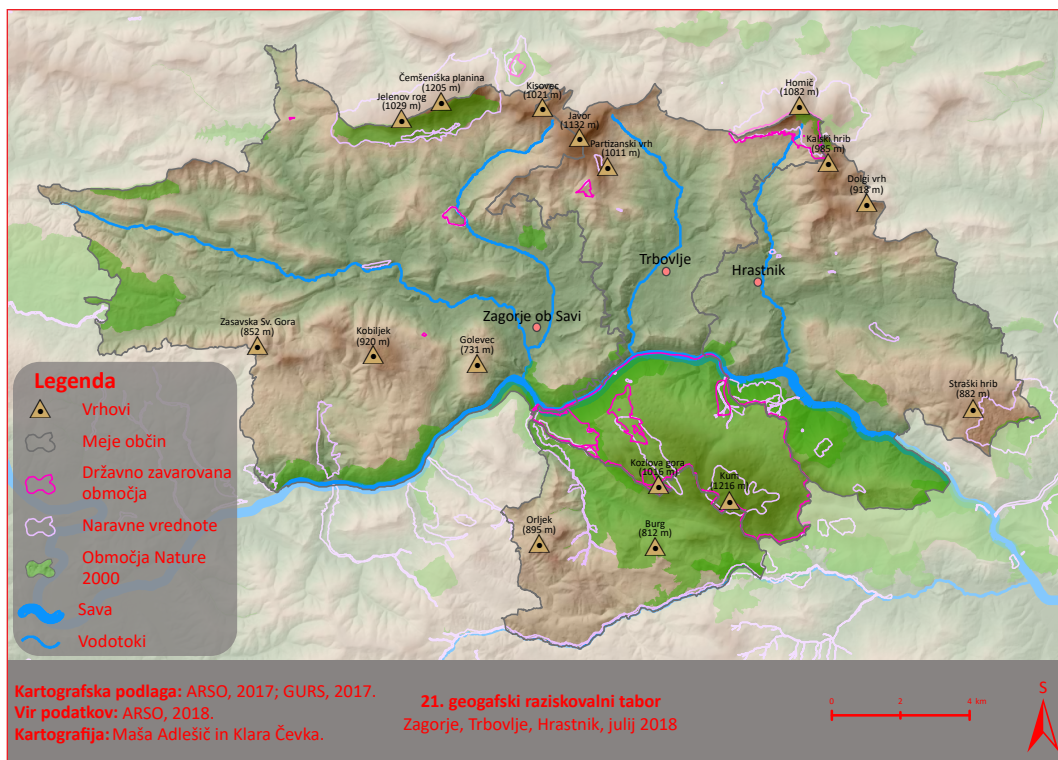 Homič
(1082 m)
Čemšeniška planina
(1205 m)
Kisovec
(1021 m)
Jelenov rog
(1029 m)
Javor
(1132 m)
Partizanski vrh
(1011 m)
Kalski hrib
(985 m)
Dolgi vrh
(918 m)
Trbovlje
Hrastnik
Zagorje ob Savi
Zasavska Sv. Gora
(852 m)
Kobiljek
(920 m)
Golevec
(731 m)
Straški hrib
(882 m)
Kozlova gora
(1016 m)
Kum
(1216 m)
Orljek
(895 m)
Burg
(812 m)
Legenda
Vrhovi
Meje občin
Državno zavarovana
območja
Naravne vrednote
Območja Nature
2000
Sava
Vodotoki
Kartografska podlaga: ARSO, 2017; GURS, 2017.
Vir podatkov: ARSO, 2018.
Kartografija: Maša Adlešič in Klara Čevka.
21. geogafski raziskovalni tabor
Zagorje, Trbovlje, Hrastnik, julij 2018
0 2 4 km
S